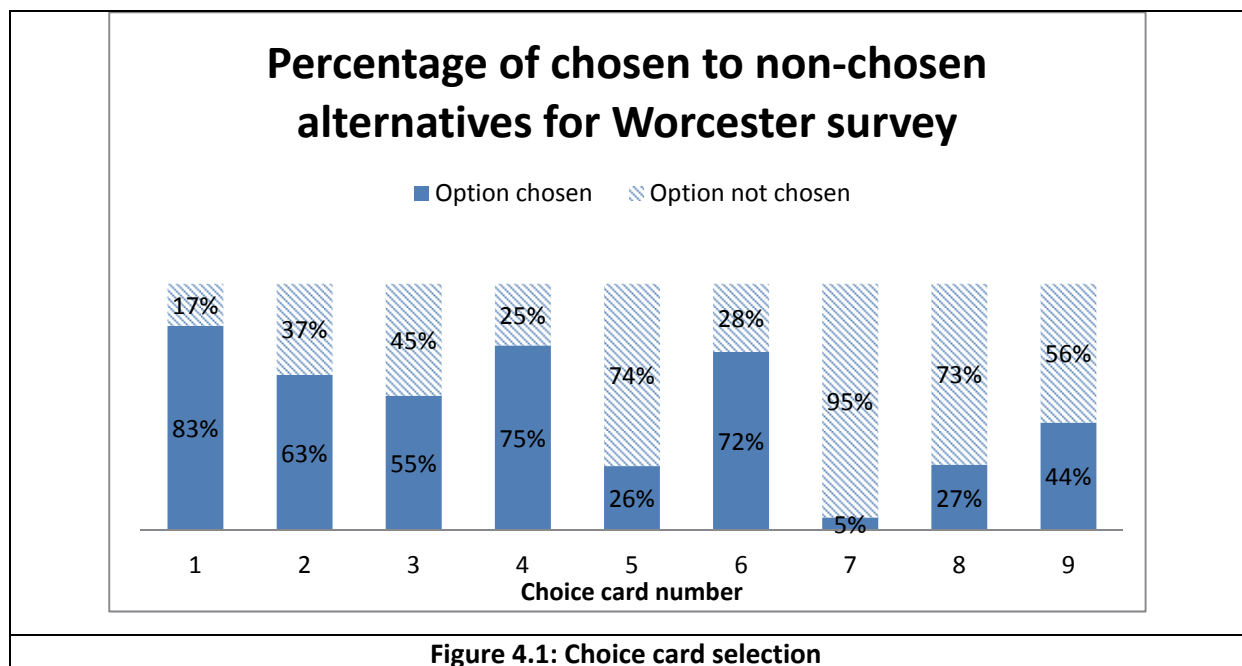 Percentage of chosen to non-chosen
alternatives for Worcester survey
Option chosen Option not chosen
17% 37% 45% 25% 74% 28% 95% 73% 56%
83% 63% 55% 75% 26% 72% 5% 27% 44%
1 2 3 4 5 6 7 8 9
Choice card number
Figure 4.1: Choice card selection